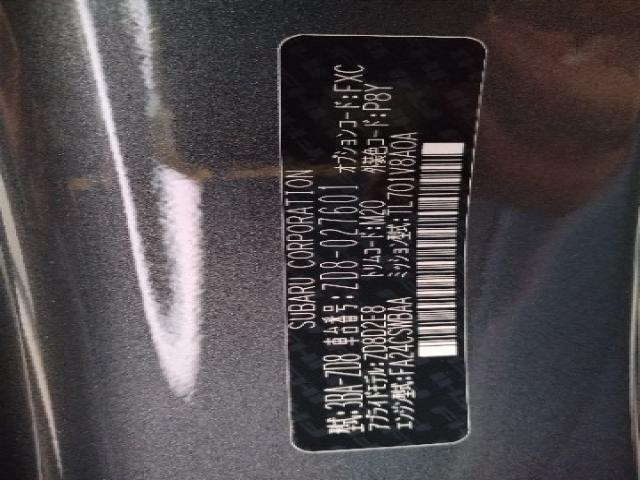 SUBARU CORPORATION
型式:3BA-ZD8 車台番号:ZD8-027601
アプライドモデル:ZD8D2E8 トリムコード:M20 オプションコード:FXC
エンジン型式:FA24CSWBAA ミッション型式:TL701V8A0A 外装色コード:P8Y